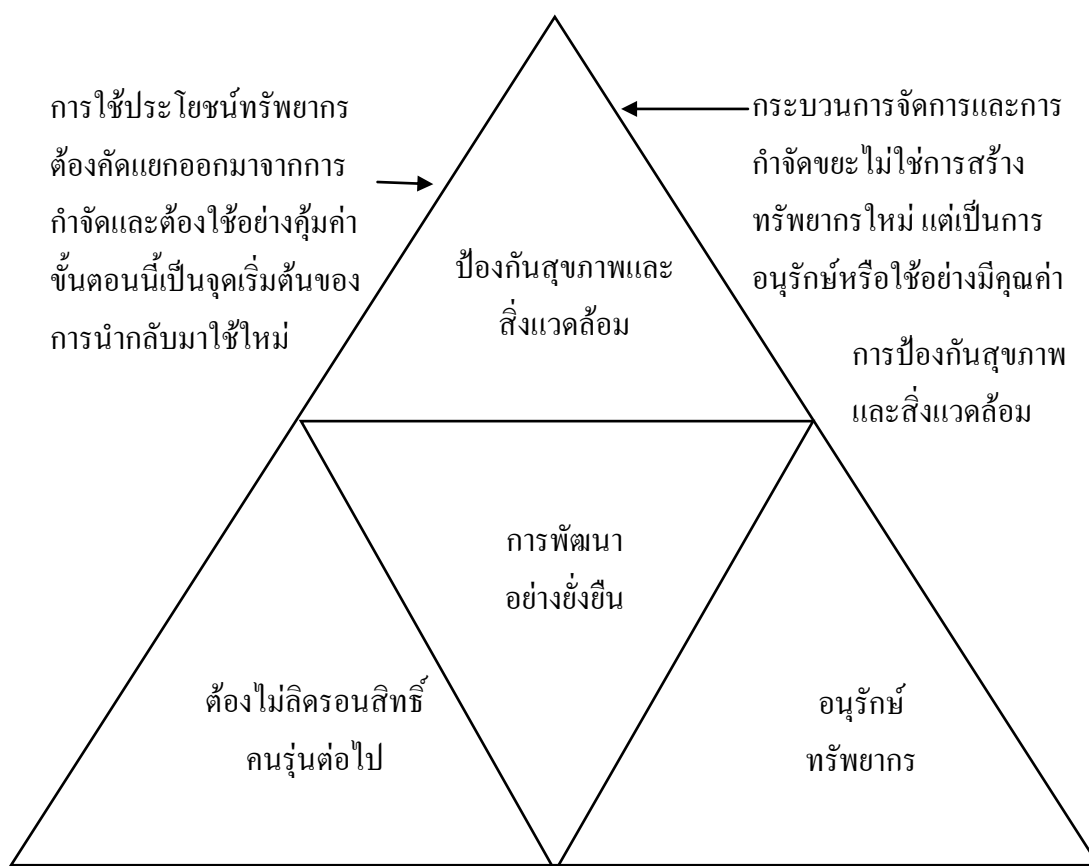 การใช้ประโยชน์ทรัพยากร
ต้องคัดแยกออกมาจากการ
กำจัดและต้องใช้อย่างคุ้มค่า
ขั้นตอนนี้เป็นจุดเริ่มต้นของ
การนำกลับมาใช้ใหม่
กระบวนการจัดการและการ
กำจัดขยะไม่ใช่การสร้าง
ทรัพยากรใหม่ แต่เป็นการ
อนุรักษ์หรือใช้อย่างมีคุณค่า
ป้องกันสุขภาพและ
สิ่งแวดล้อม
การป้องกันสุขภาพ
และสิ่งแวดล้อม
การพัฒนา
อย่างยั่งยืน
ต้องไม่ลิดรอนสิทธิ์
คนรุ่นต่อไป
อนุรักษ์
ทรัพยากร